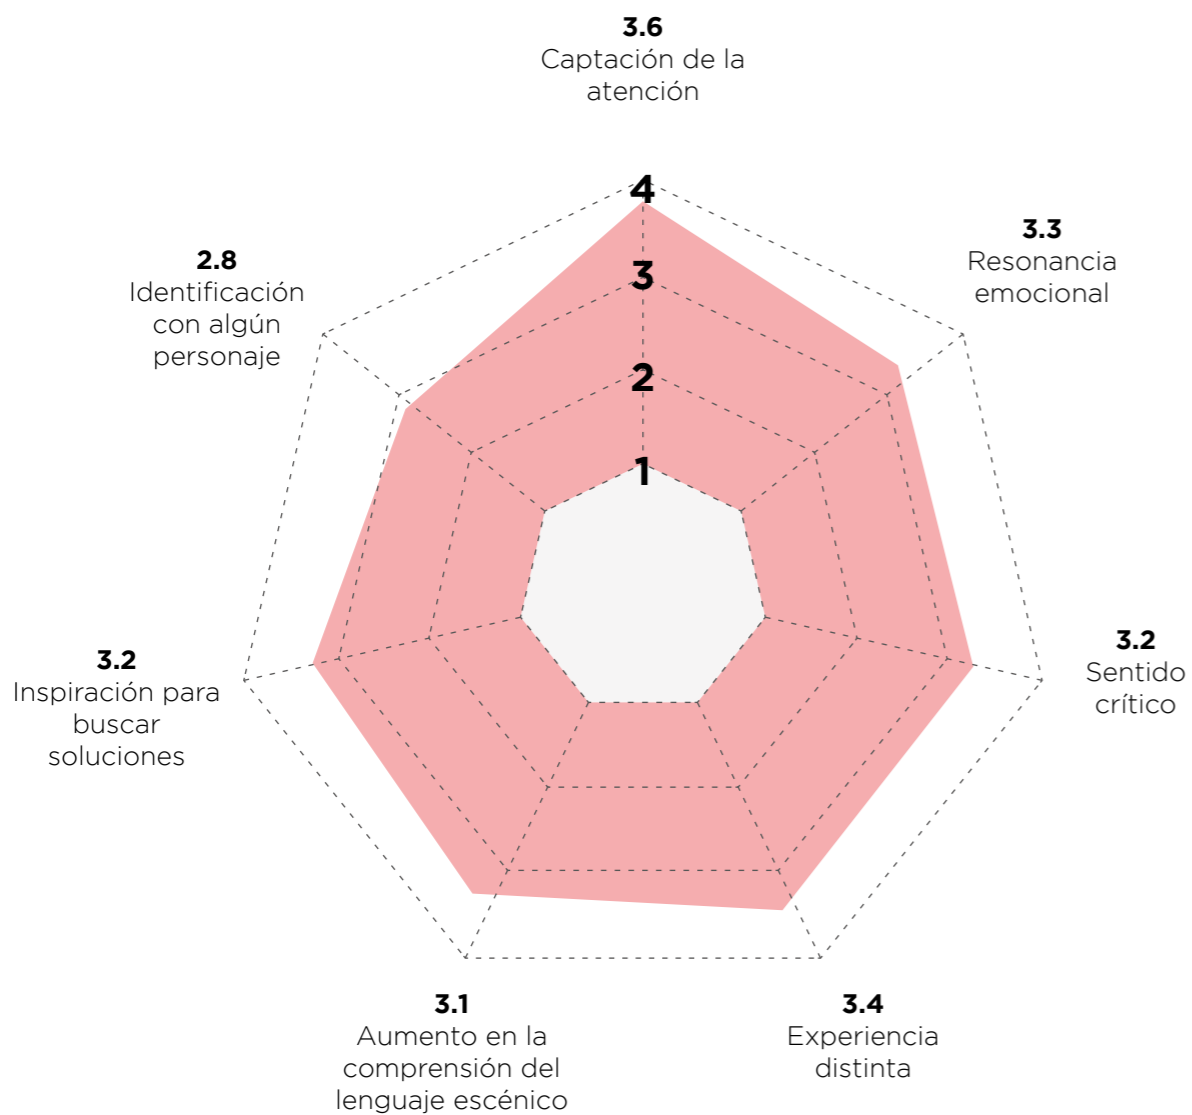 3.6
Captación de la
atención
3.3
Resonancia
emocional
3.2
Sentido
crítico
3.4
Experiencia
distinta
3.1
Aumento en la
comprensión del
lenguaje escénico
3.2
Inspiración para
buscar
soluciones
2.8
Identificación
con algún
personaje
4
3
2
1